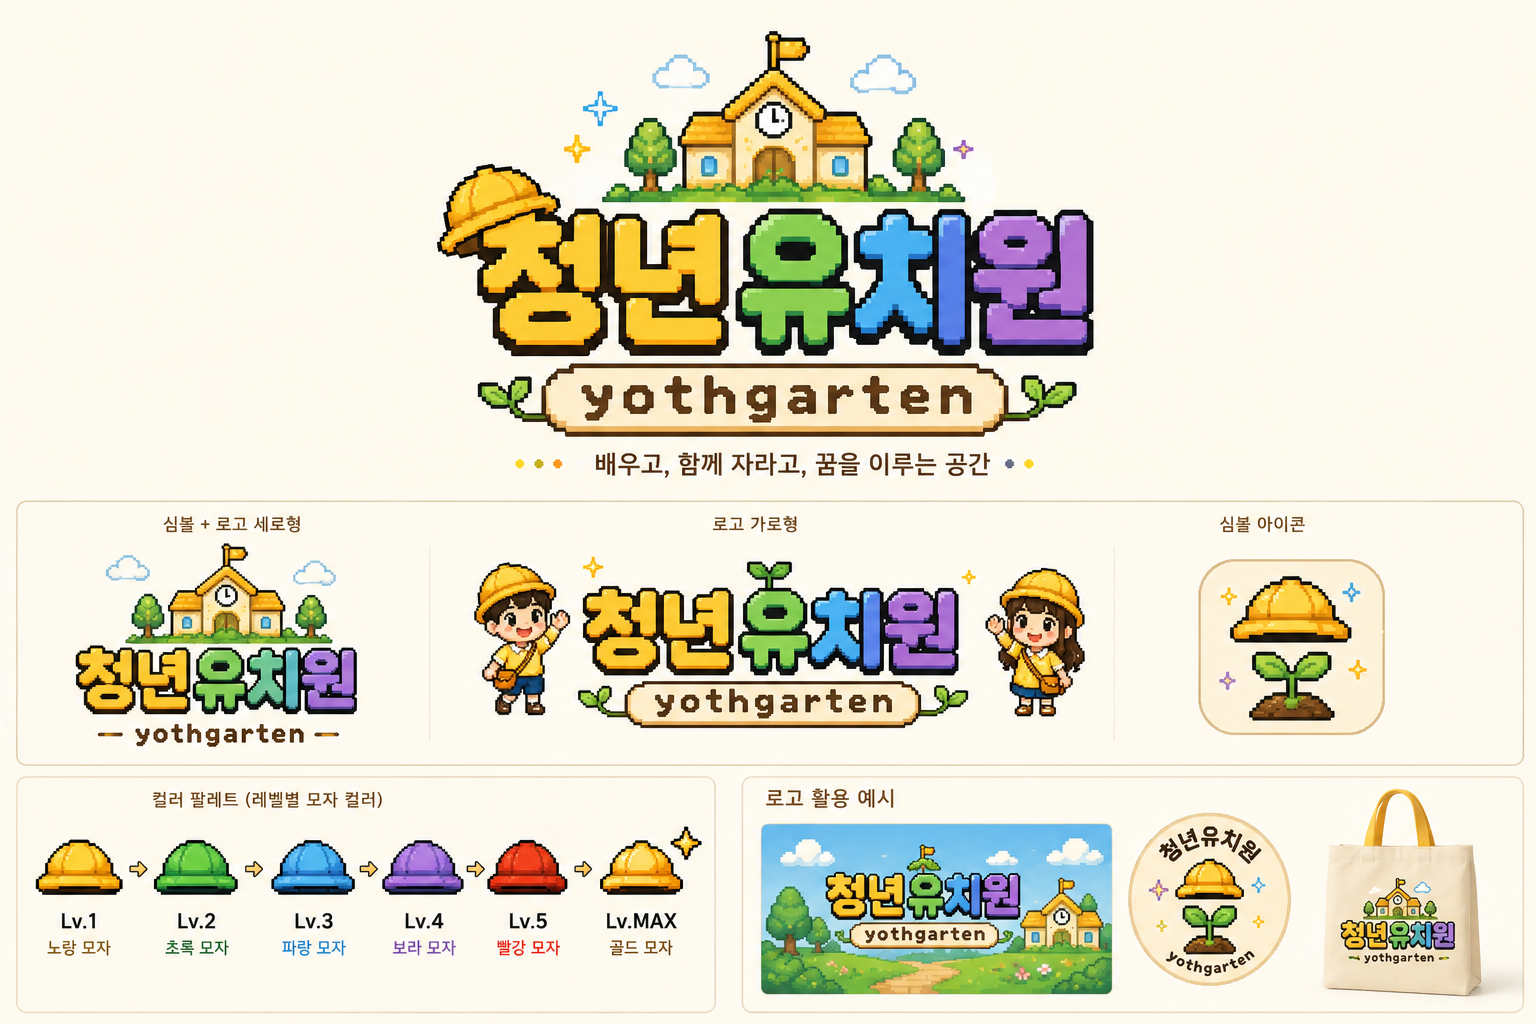 청년유치원
yothgarten
배우고, 함께 자라고, 꿈을 이루는 공간
심볼 + 로고 세로형
청년유치원
yothgarten
로고 가로형
청년유치원
yothgarten
심볼 아이콘
컬러 팔레트 (레벨별 모자 컬러)
Lv.1
노랑 모자
Lv.2
초록 모자
Lv.3
파랑 모자
Lv.4
보라 모자
Lv.5
빨강 모자
Lv.MAX
골드 모자
로고 활용 예시
청년유치원
yothgarten
청년유치원
yothgarten
청년유치원
yothgarten